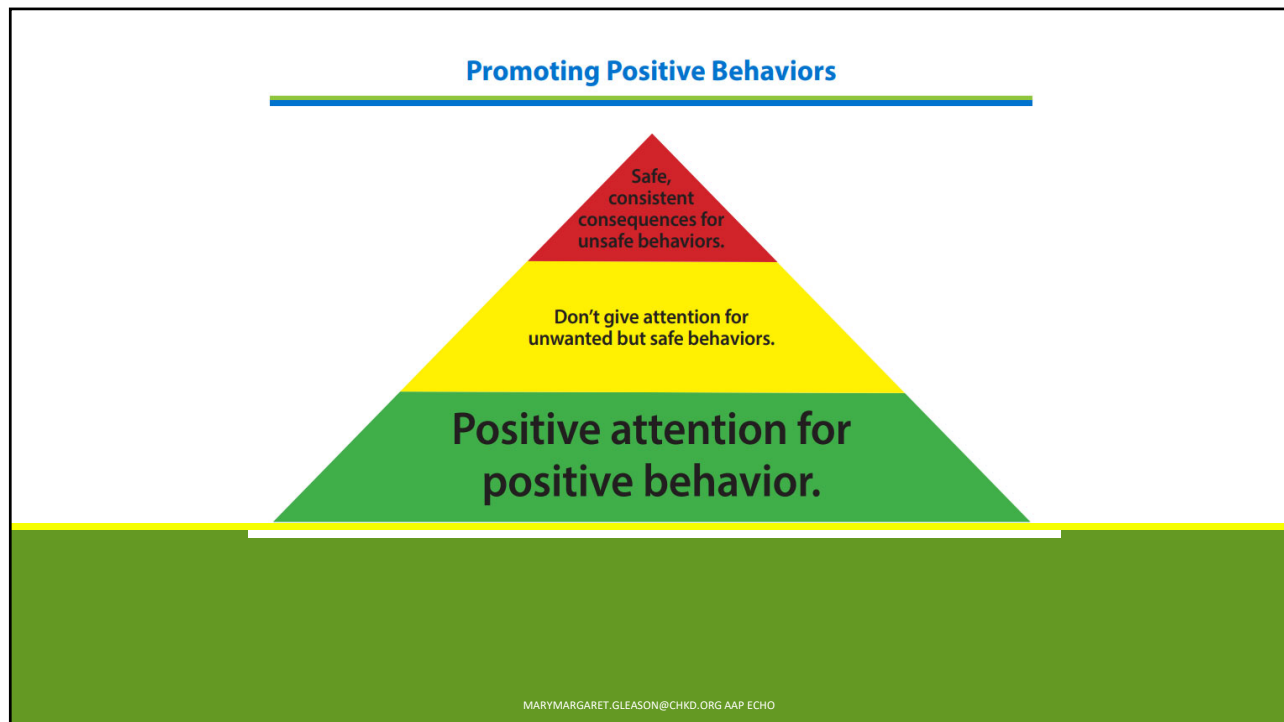 Promoting Positive Behaviors
Safe,
consistent
consequences for
unsafe behaviors.
Don’t give attention for
unwanted but safe behaviors.
Positive attention for
positive behavior.
MARYMARGARET.GLEASON@CHKD.ORG AAP ECHO